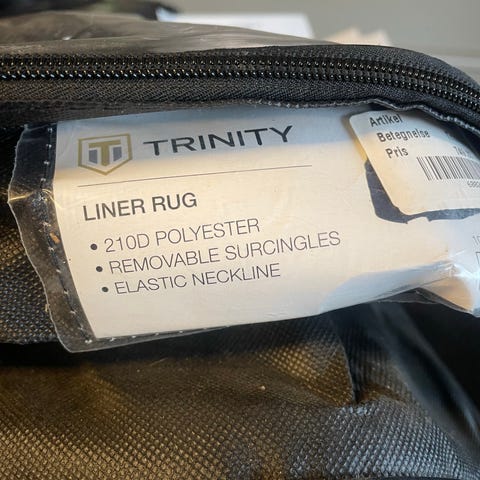 TRINITY
LINER RUG
• 210D POLYESTER
• REMOVABLE SURCINGLES
• ELASTIC NECKLINE
Artikel
Betegnelse
Pris